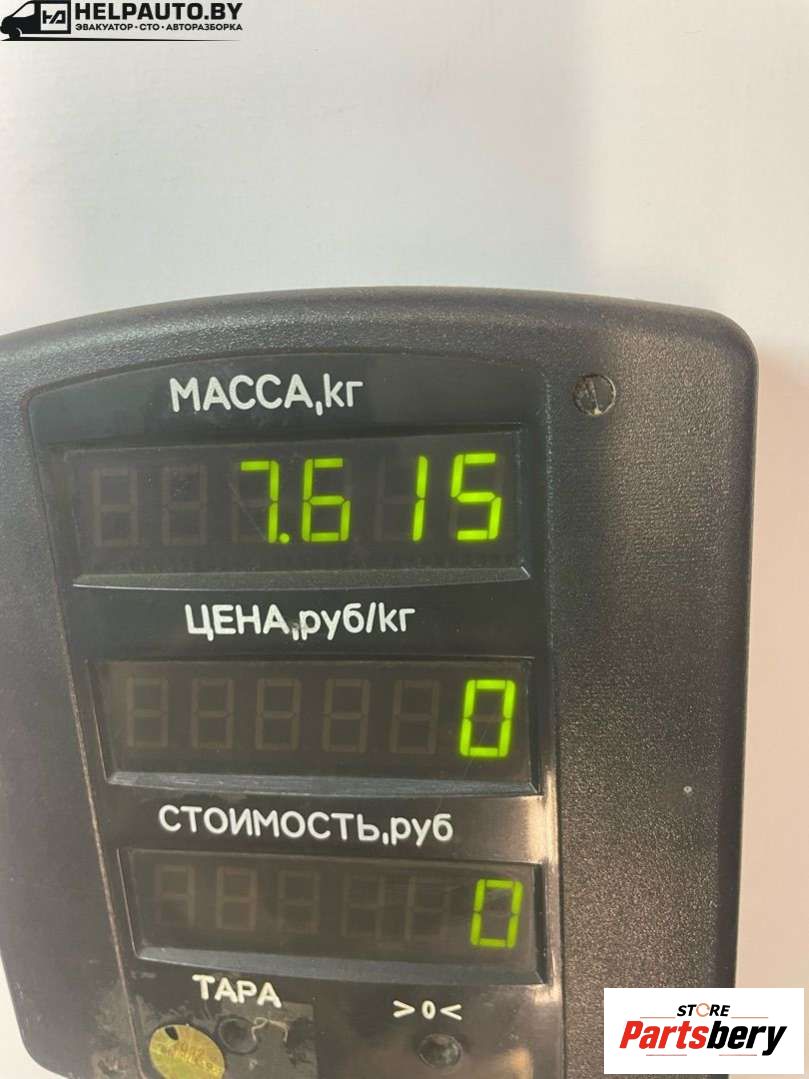 HELPAUTO.BY
ЭВАКУАТОР · СТО · АВТОРАЗБОРКА
МАССА,кг
7.615
ЦЕНА,руб/кг
0
СТОИМОСТЬ,руб
0
ТАРА
>0<
STORE
Partsbery